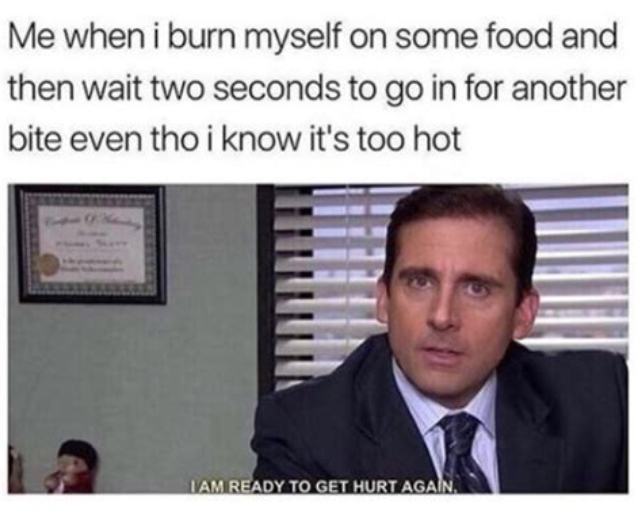 Me when i burn myself on some food and
then wait two seconds to go in for another
bite even tho i know it's too hot
I AM READY TO GET HURT AGAIN.